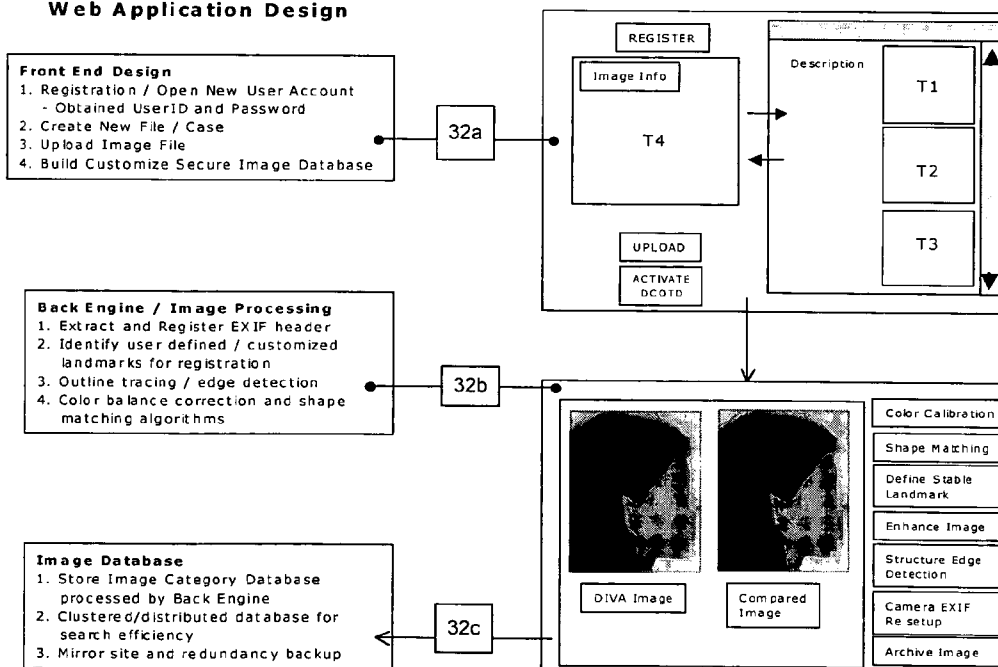 Web Application Design
Front End Design
1. Registration / Open New User Account
- Obtained UserID and Password
2. Create New File / Case
3. Upload Image File
4. Build Customize Secure Image Database
32a
REGISTER
Image Info
T4
UPLOAD
ACTIVATE
DCOTD
Description
T1
T2
T3
Back Engine / Image Processing
1. Extract and Register EXIF header
2. Identify user defined / customized
landmarks for registration
3. Outline tracing / edge detection
4. Color balance correction and shape
matching algorithms
32b
DIVA Image
Compared
Image
Color Calibration
Shape Matching
Define Stable
Landmark
Enhance Image
Structure Edge
Detection
Camera EXIF
Re setup
Archive Image
Image Database
1. Store Image Category Database
processed by Back Engine
2. Clustered/distributed database for
search efficiency
3. Mirror site and redundancy backup
32c